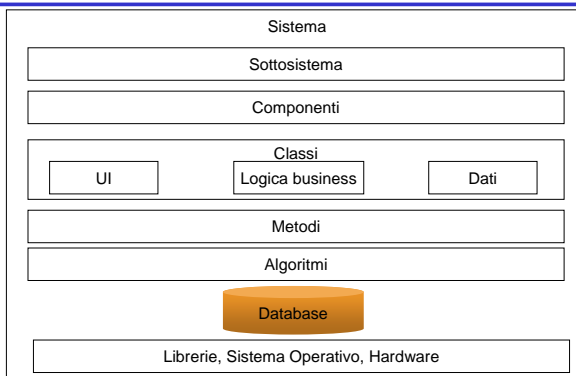 Sistema
Sottosistema
Componenti
Classi
UI
Logica business
Dati
Metodi
Algoritmi
Database
Librerie, Sistema Operativo, Hardware